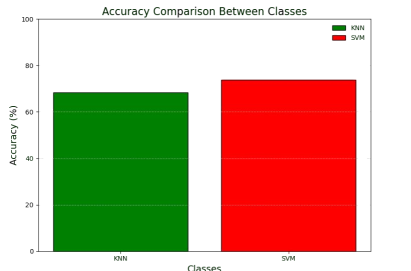 Accuracy Comparison Between Classes
100
KNN
SVM
80
60
40
20
0
Accuracy (%)
KNN
SVM
Classes